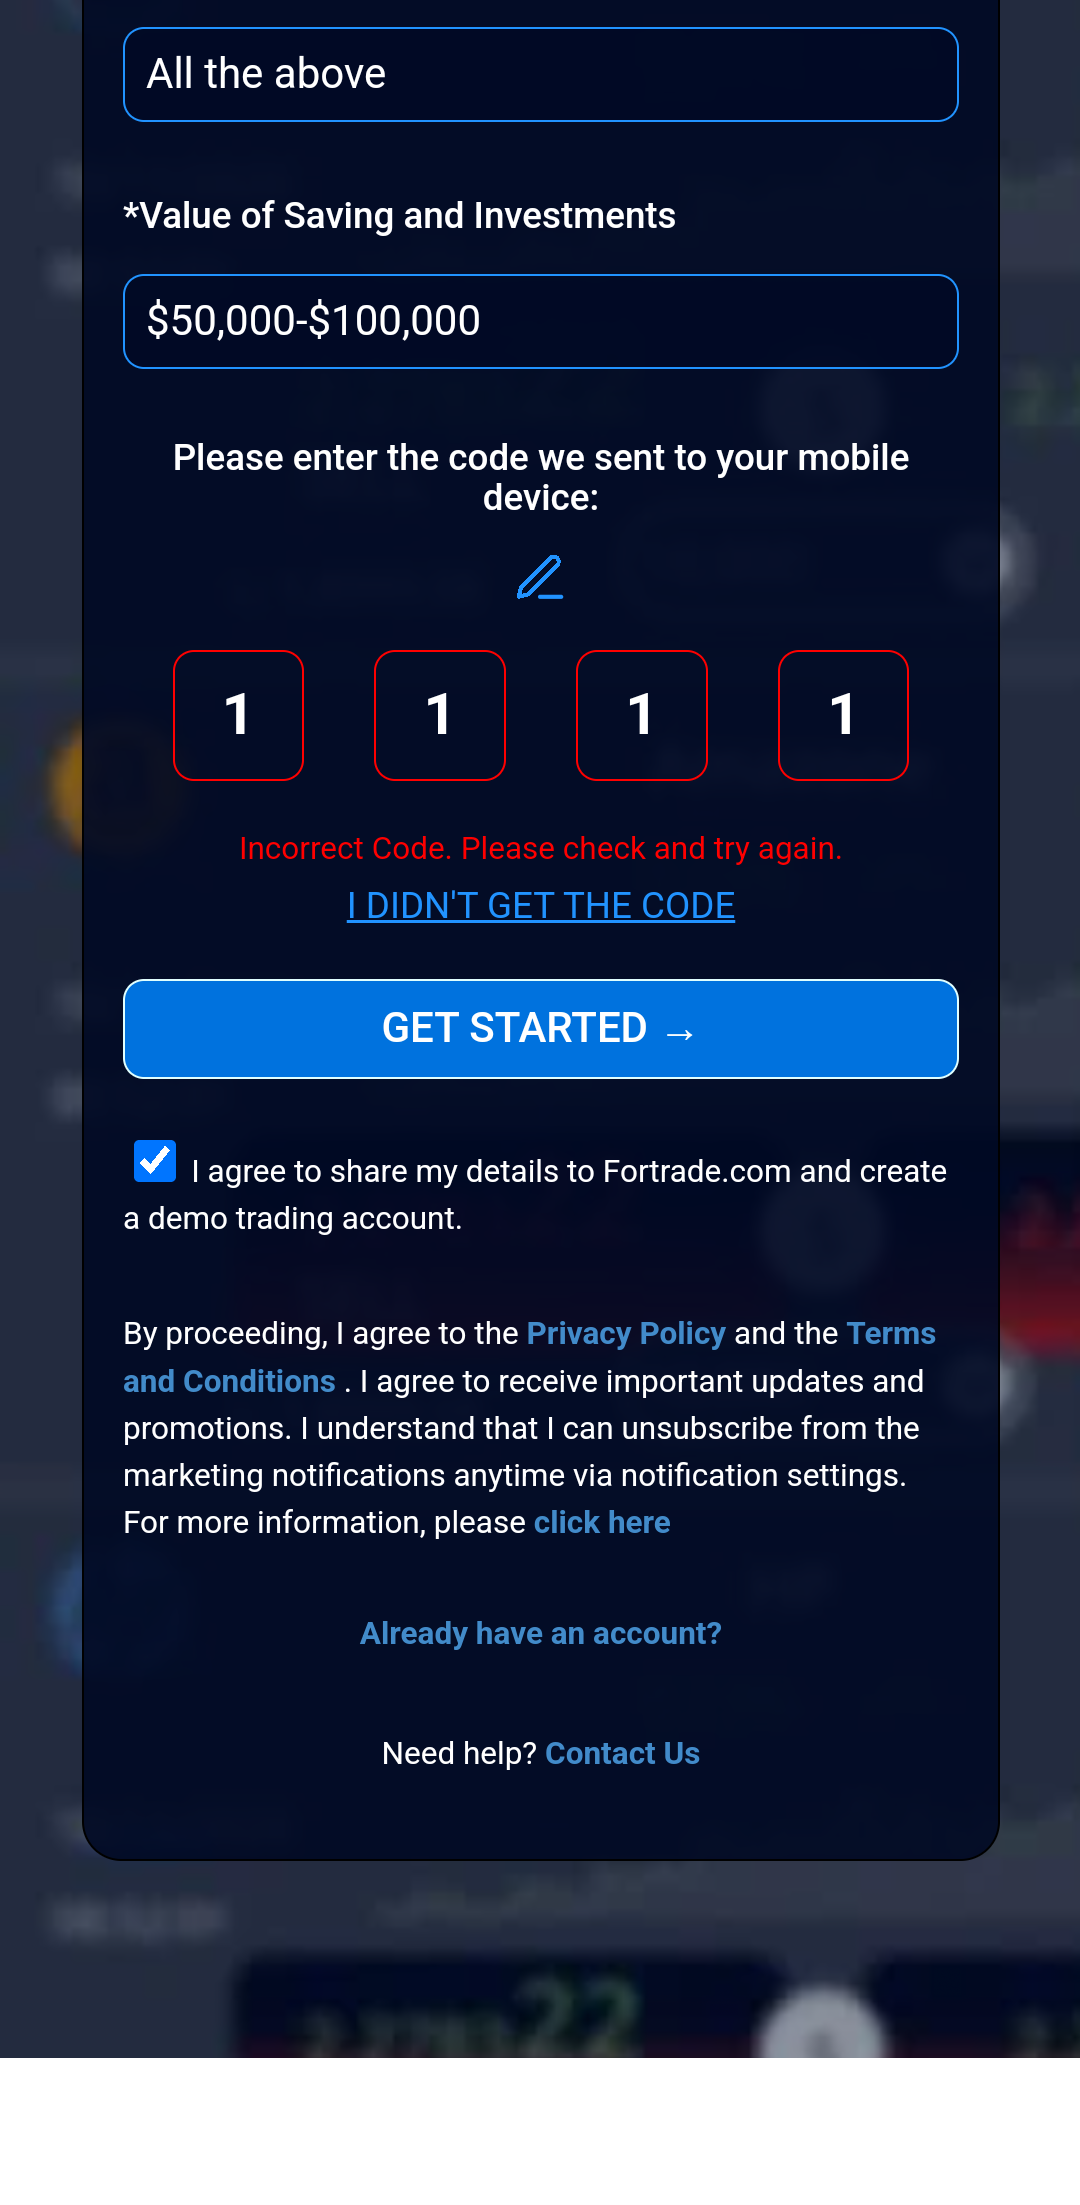 All the above
*Value of Saving and Investments
$50,000-$100,000
Please enter the code we sent to your mobile
device:
1 1 1 1
Incorrect Code. Please check and try again.
I DIDN'T GET THE CODE
GET STARTED →
I agree to share my details to Fortrade.com and create
a demo trading account.
By proceeding, I agree to the Privacy Policy and the Terms
and Conditions . I agree to receive important updates and
promotions. I understand that I can unsubscribe from the
marketing notifications anytime via notification settings.
For more information, please click here
Already have an account?
Need help? Contact Us
22